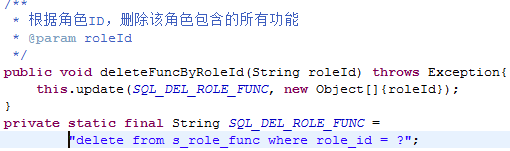 /**
 * 根据角色ID，删除该角色包含的所有功能
 * @param roleId
 */
public void deleteFuncByRoleId(String roleId) throws Exception{
    this.update(SQL_DEL_ROLE_FUNC, new Object[]{roleId});
}
private static final String SQL_DEL_ROLE_FUNC =
        "delete from s_role_func where role_id = ?";